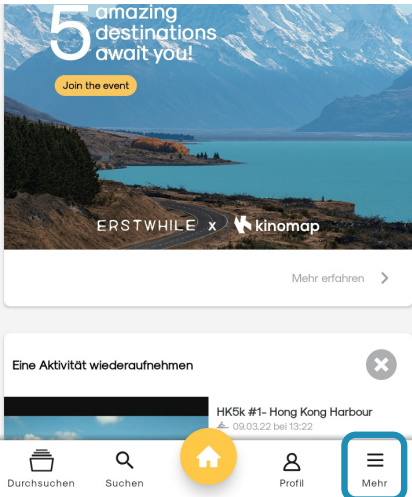 5 amazing
destinations
await you!
Join the event
ERSTWHILE x kinomap
Mehr erfahren
Eine Aktivität wiederaufnehmen
HK5k #1- Hong Kong Harbour
09.03.22 bei 13:22
Durchsuchen
Suchen
Profil
Mehr